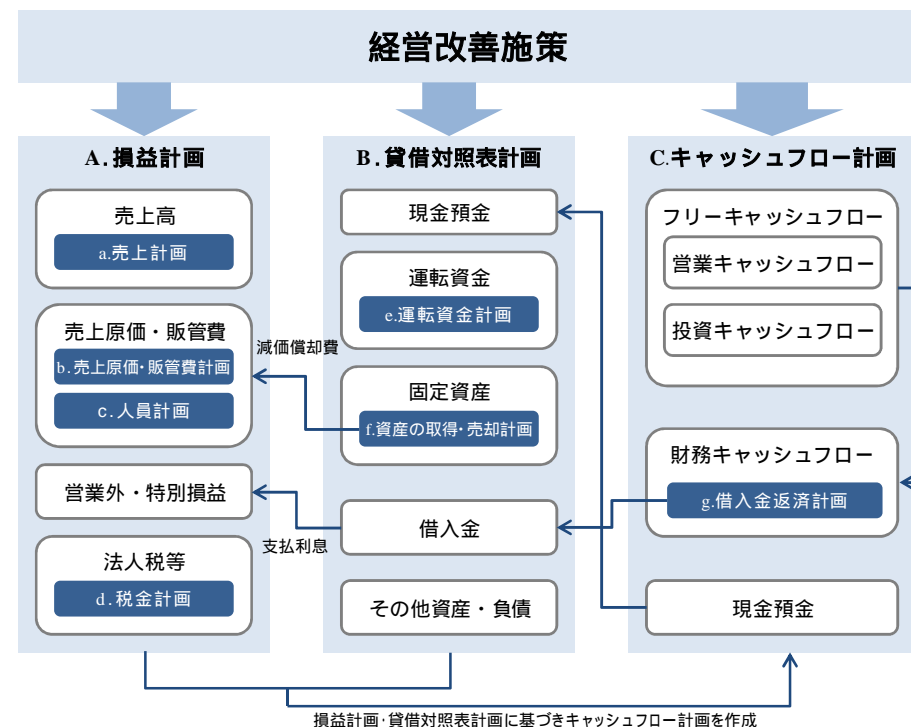 経営改善施策
A.損益計画
売上高
a.売上計画
売上原価・販管費
b.売上原価・販管費計画
c.人員計画
営業外・特別損益
法人税等
d.税金計画
減価償却費
支払利息
B.貸借対照表計画
現金預金
運転資金
e.運転資金計画
固定資産
f.資産の取得・売却計画
借入金
その他資産・負債
C.キャッシュフロー計画
フリーキャッシュフロー
営業キャッシュフロー
投資キャッシュフロー
財務キャッシュフロー
g.借入金返済計画
現金預金
損益計画・貸借対照表計画に基づきキャッシュフロー計画を作成